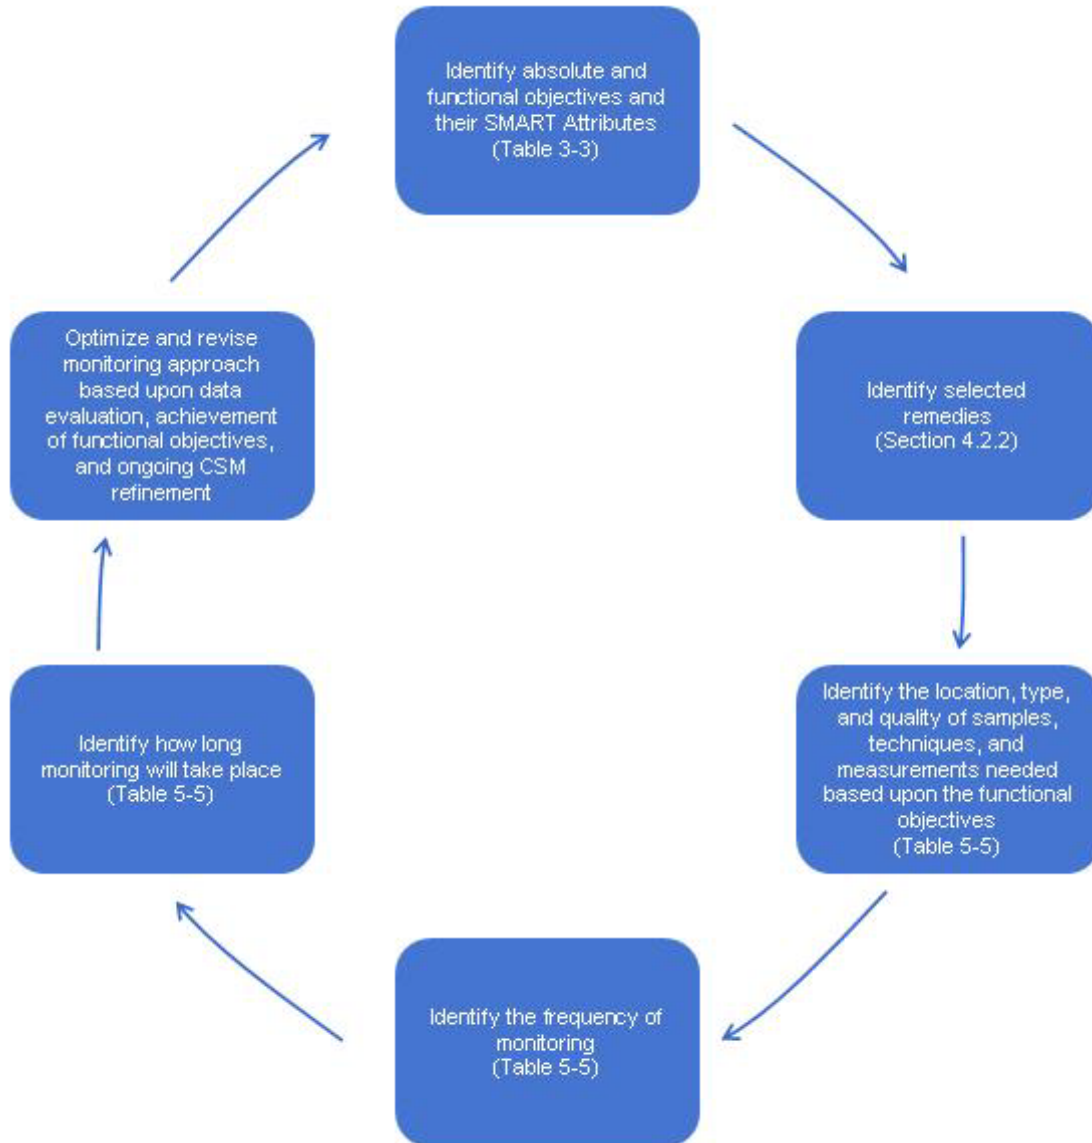 Identify absolute and
functional objectives and
their SMART Attributes
(Table 3-3)
Identify selected
remedies
(Section 4.2.2)
Identify the location, type,
and quality of samples,
techniques, and
measurements needed
based upon the functional
objectives
(Table 5-5)
Identify the frequency of
monitoring
(Table 5-5)
Identify how long
monitoring will take place
(Table 5-5)
Optimize and revise
monitoring approach
based upon data
evaluation, achievement
of functional objectives,
and ongoing CSM
refinement